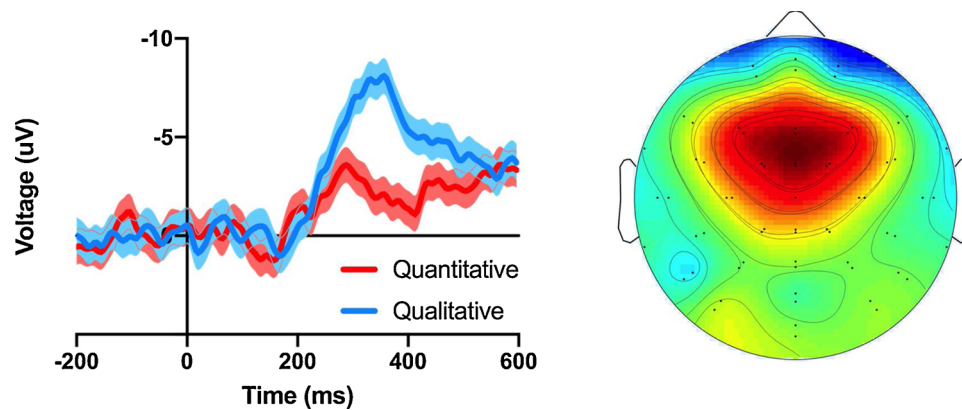 -10
-5
0
Voltage (uV)
Quantitative
Qualitative
-200 0 200 400 600
Time (ms)